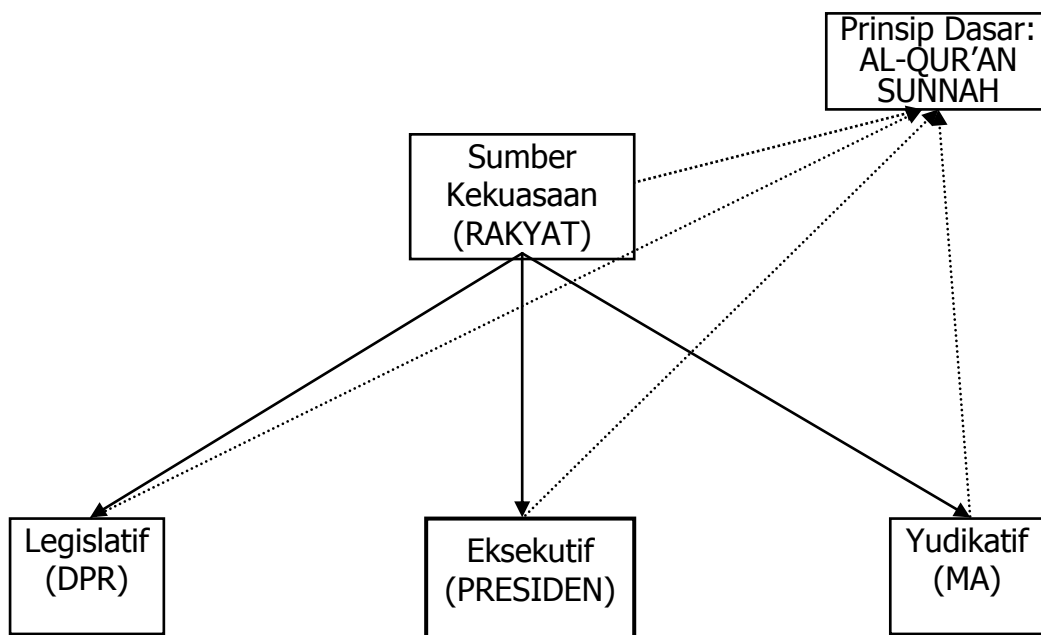 Prinsip Dasar:
AL-QUR’AN
SUNNAH
Sumber
Kekuasaan
(RAKYAT)
Legislatif
(DPR)
Eksekutif
(PRESIDEN)
Yudikatif
(MA)